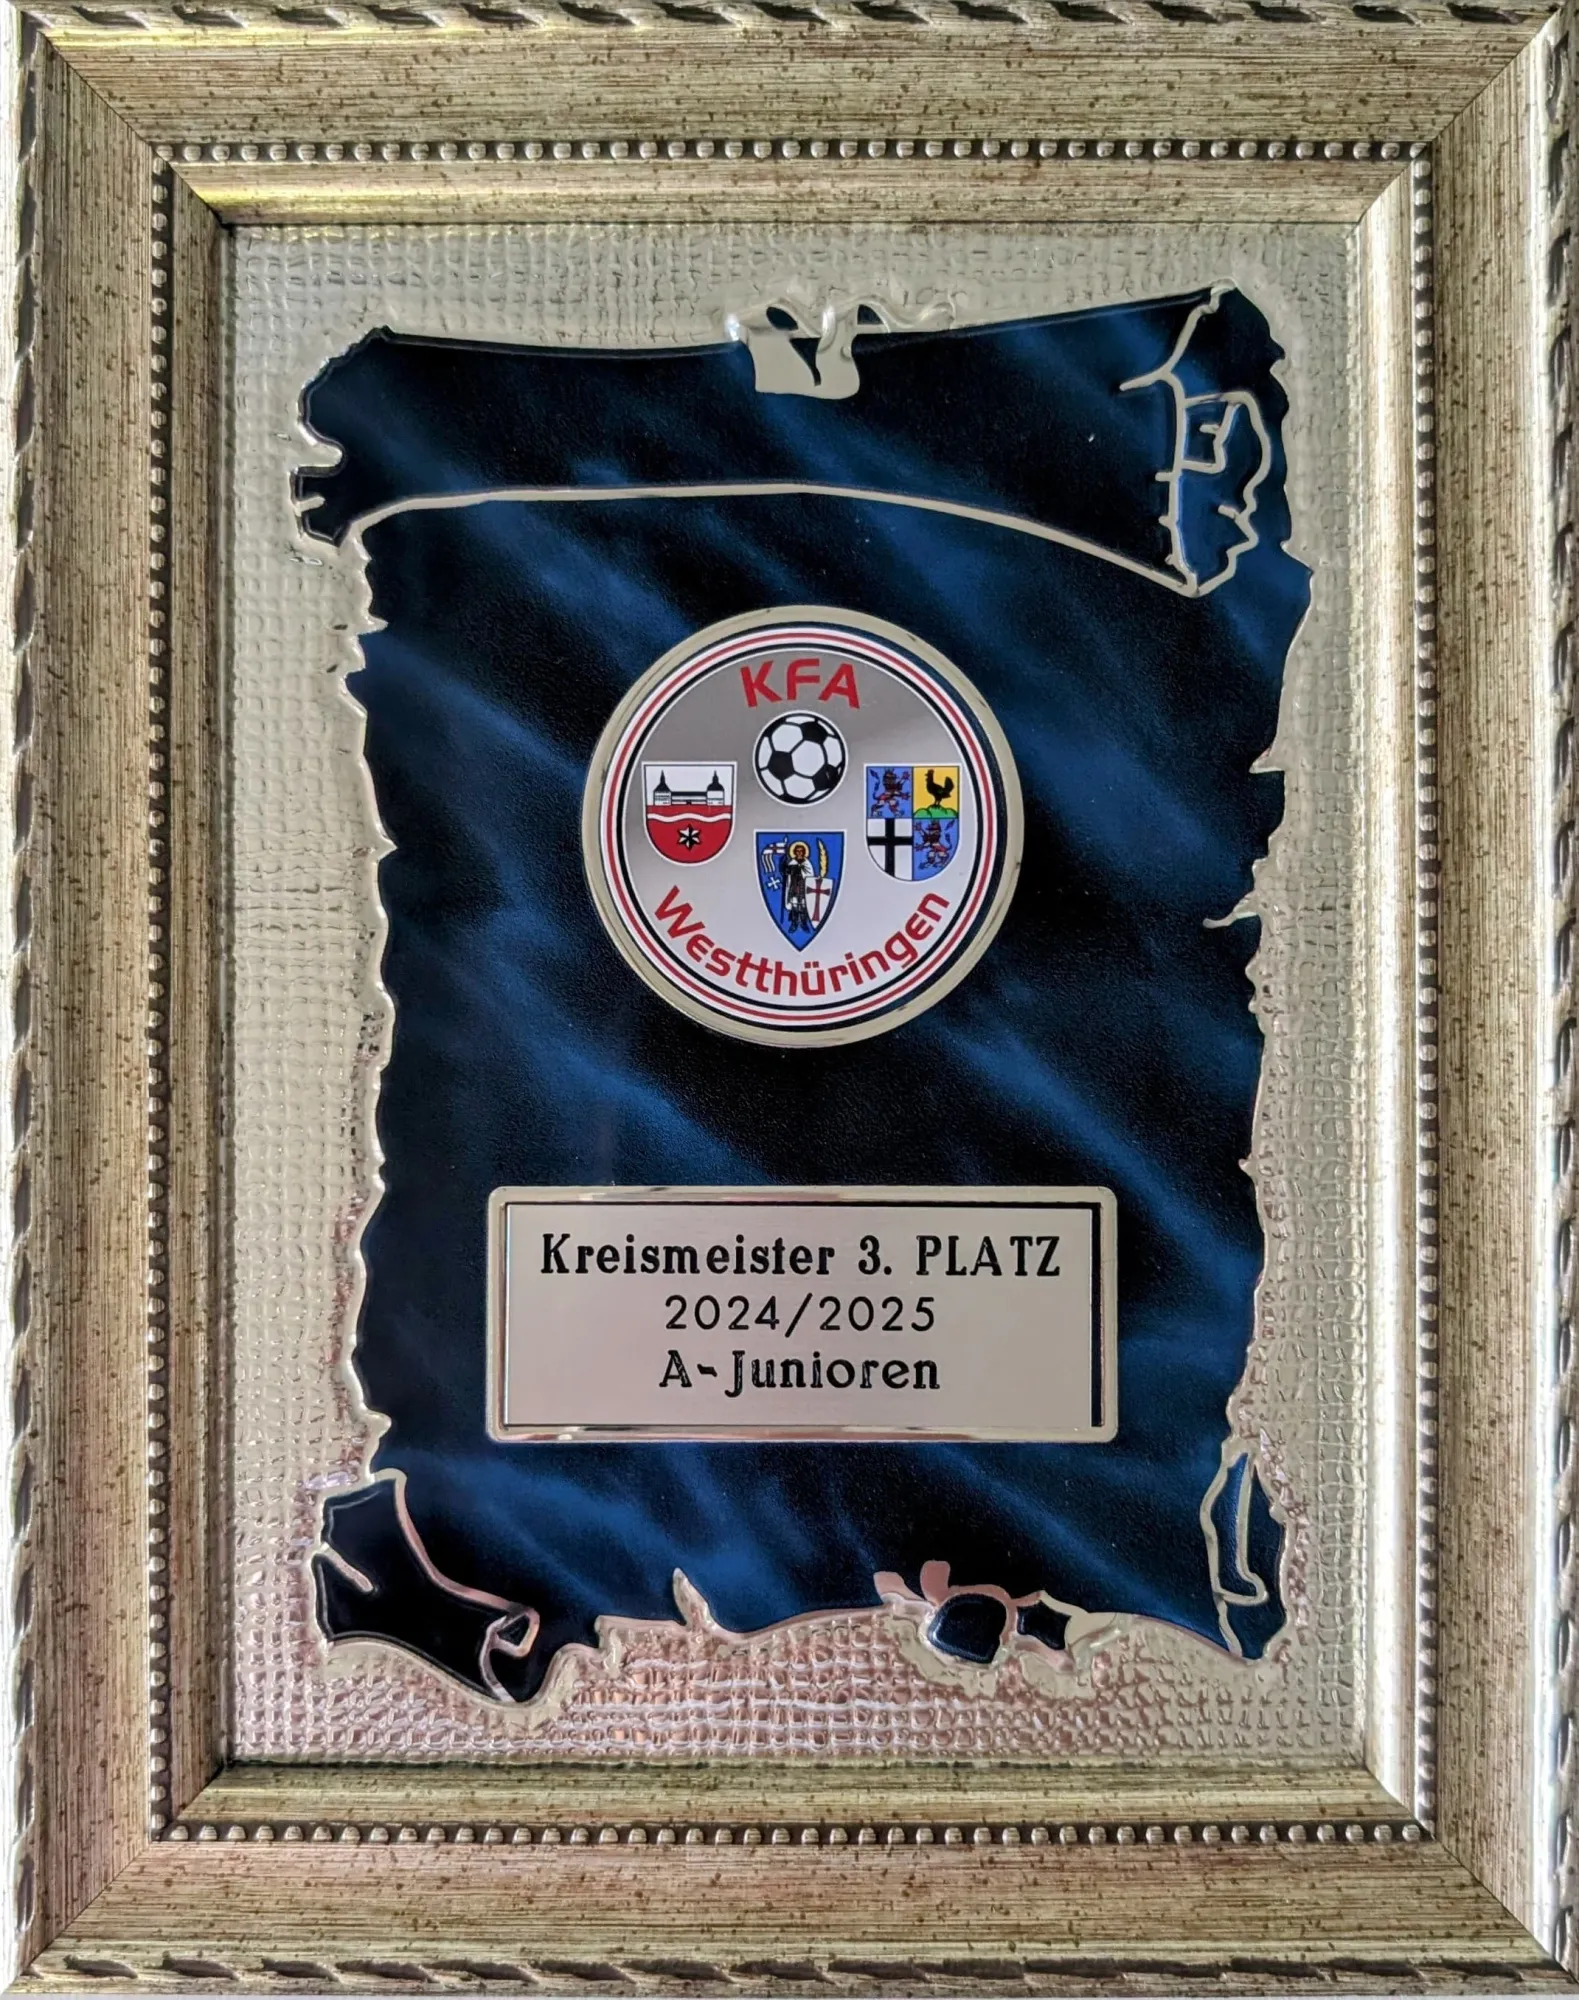 KFA
Westthüringen
Kreismeister 3. PLATZ
2024/2025
A-Junioren